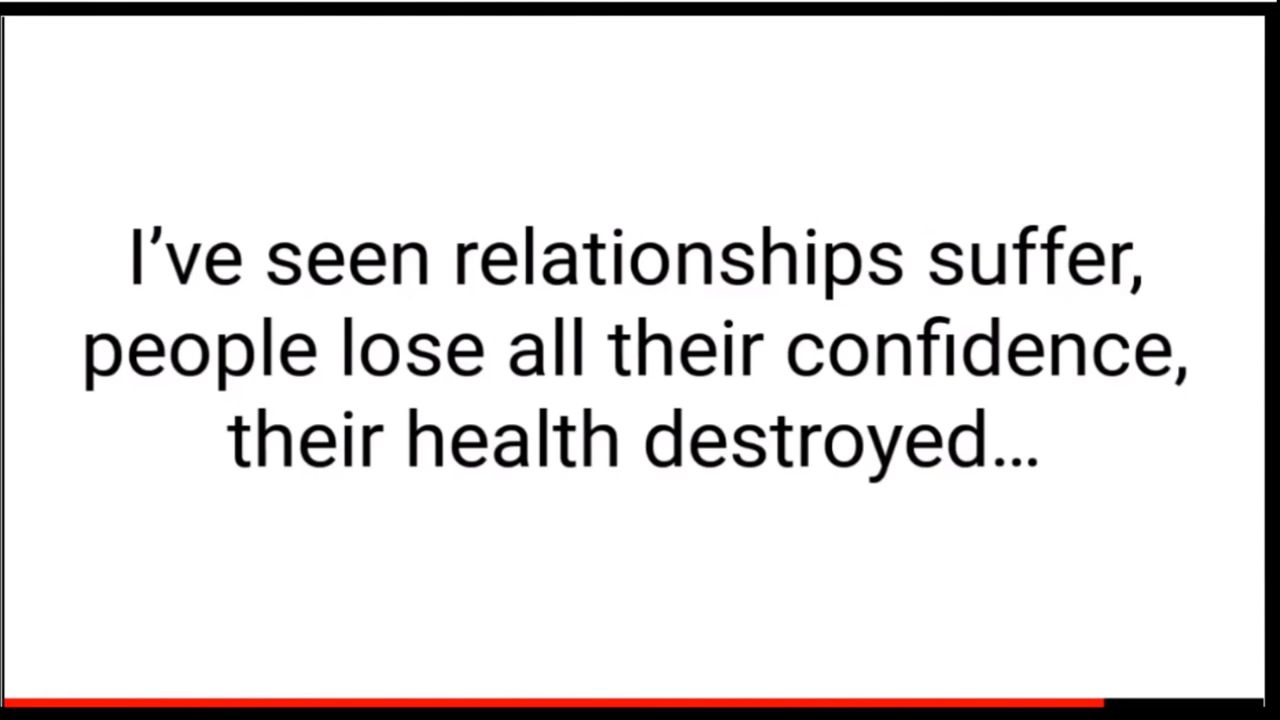 I’ve seen relationships suffer,
people lose all their confidence,
their health destroyed…